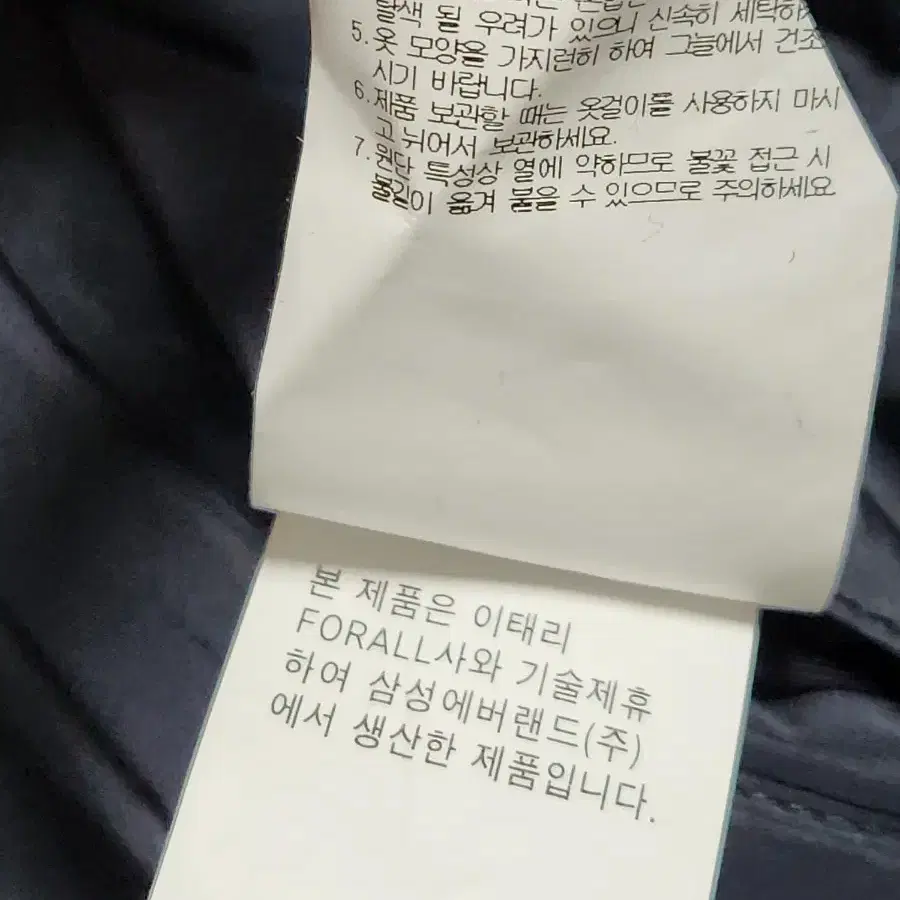 탈색 될 우려가 있으니 신속히 세탁하
5. 옷 모양을 가지런히 하여 그늘에서 건조
시기 바랍니다.
6. 제품 보관할 때는 옷걸이를 사용하지 마시
고 뉘어서 보관하세요.
7. 원단 특성상 열에 약하므로 불꽃 접근 시
불길이 옮겨 붙을 수 있으므로 주의하세요
본 제품은 이태리
FORALL사와 기술제휴
하여 삼성에버랜드(주)
에서 생산한 제품입니다.